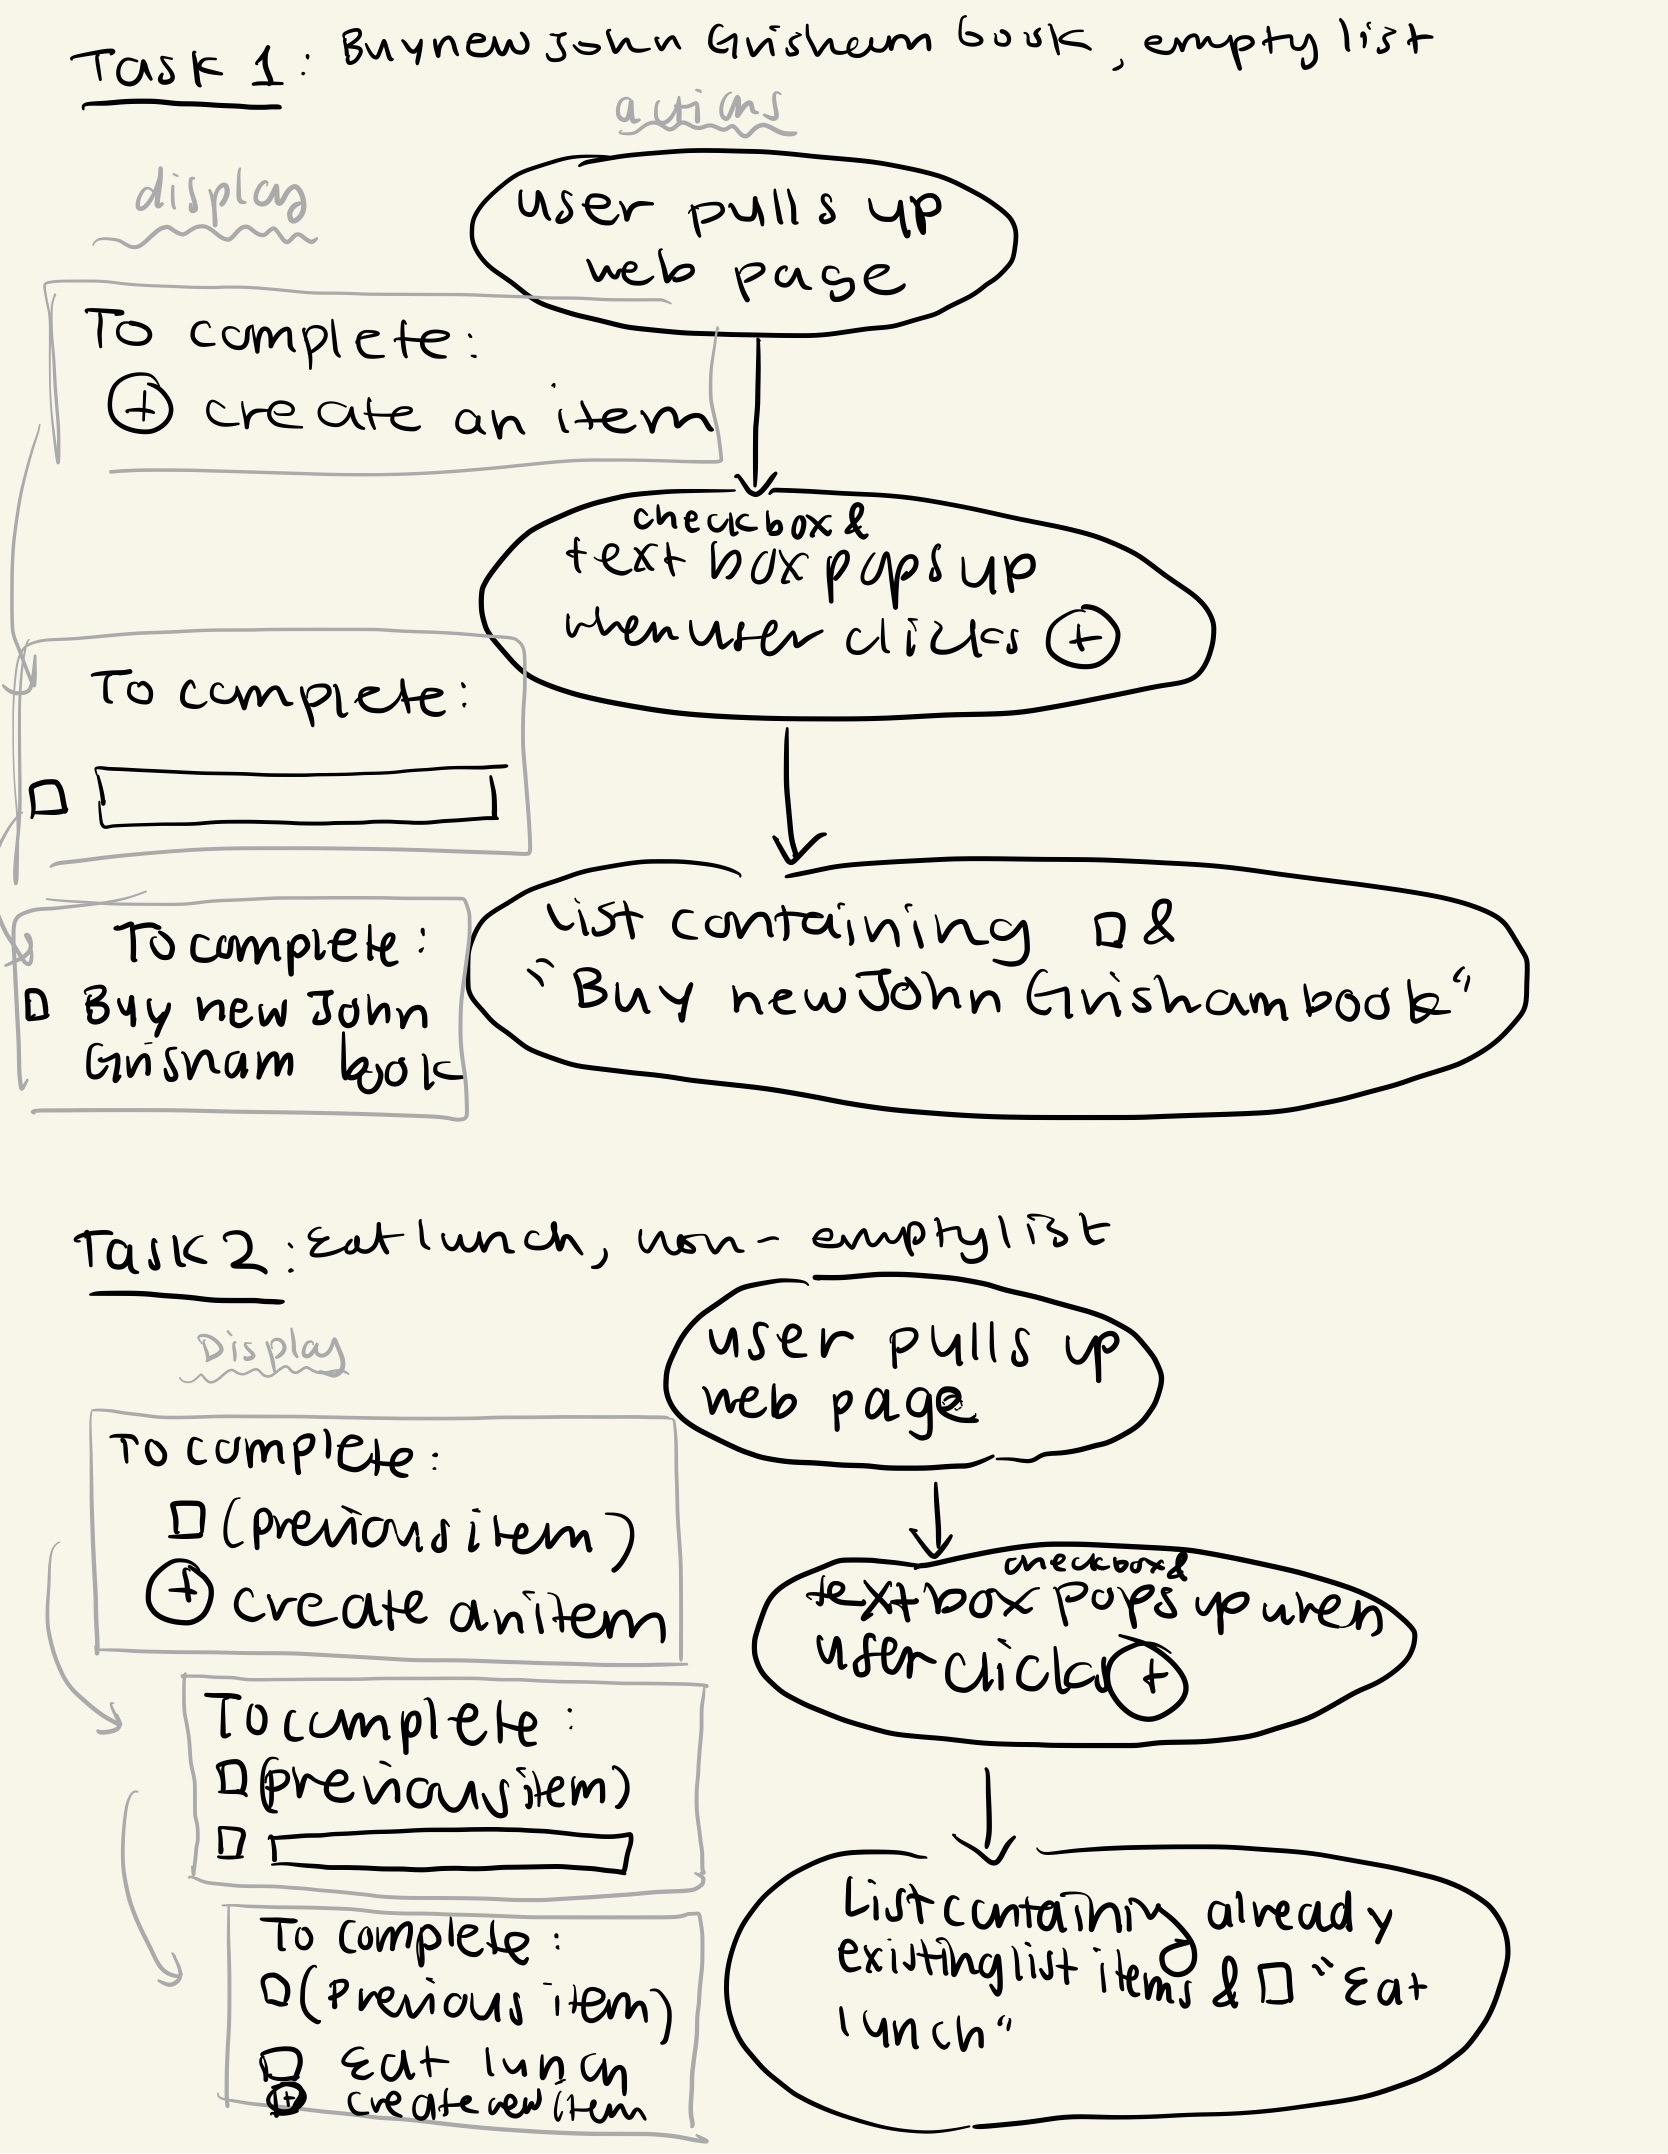 Task 1: Buy new John Grisham book, empty list
actions
display
user pulls up
web page
To complete:
+ create an item
checkbox &
text box pops up
when user clicks +
To complete:
List containing □ &
"Buy new John Grisham book"
To complete:
□ Buy new John
Grisham book
Task 2: Eat lunch, non-empty list
Display
user pulls up
web page
To complete:
□ (previous item)
+ create an item
checkbox &
text box pops up when
user clicks +
To complete:
□ (previous item)
□
List containing already
existing list items & □ "Eat
lunch"
To complete:
□ (Previous item)
□ Eat lunch
+ create new item